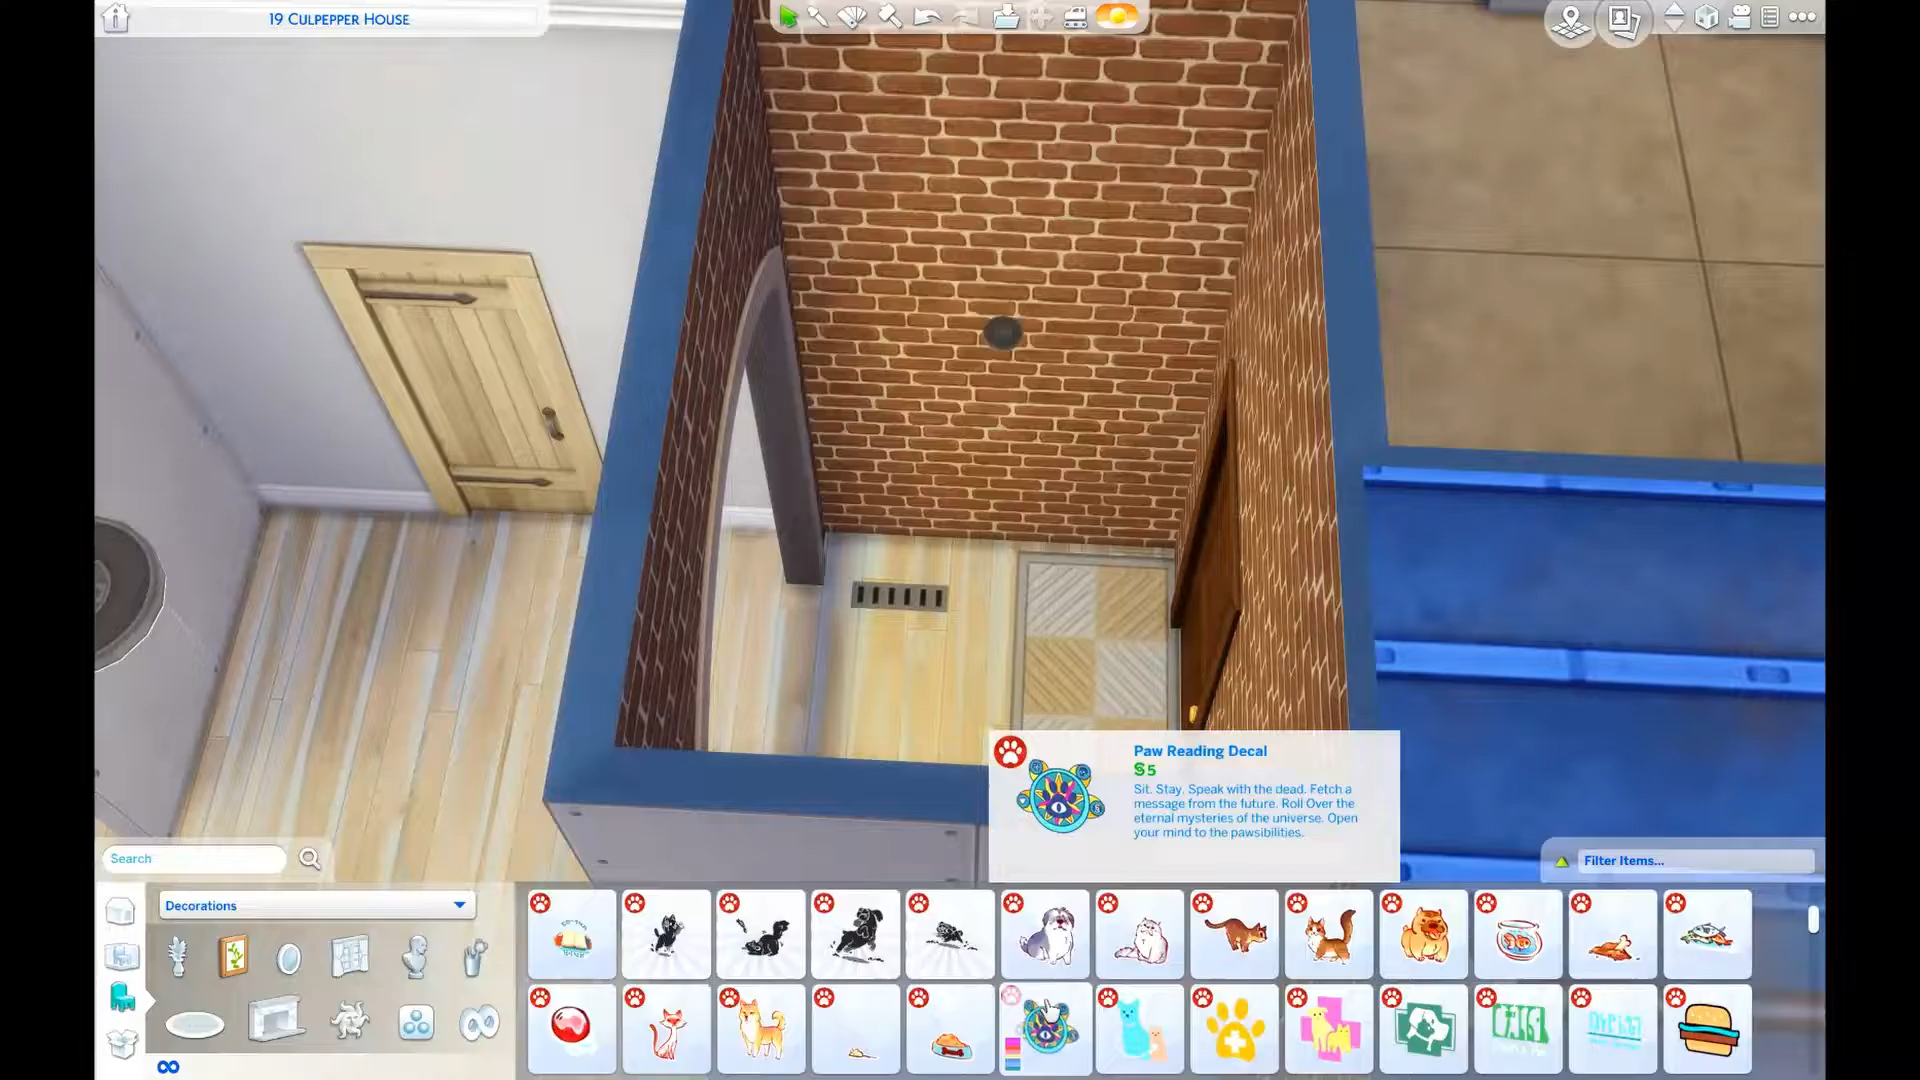 19 Culpepper House
Paw Reading Decal
§5
Sit. Stay. Speak with the dead. Fetch a
message from the future. Roll Over the
eternal mysteries of the universe. Open
your mind to the pawsibilities.
Search
Filter Items...
Decorations